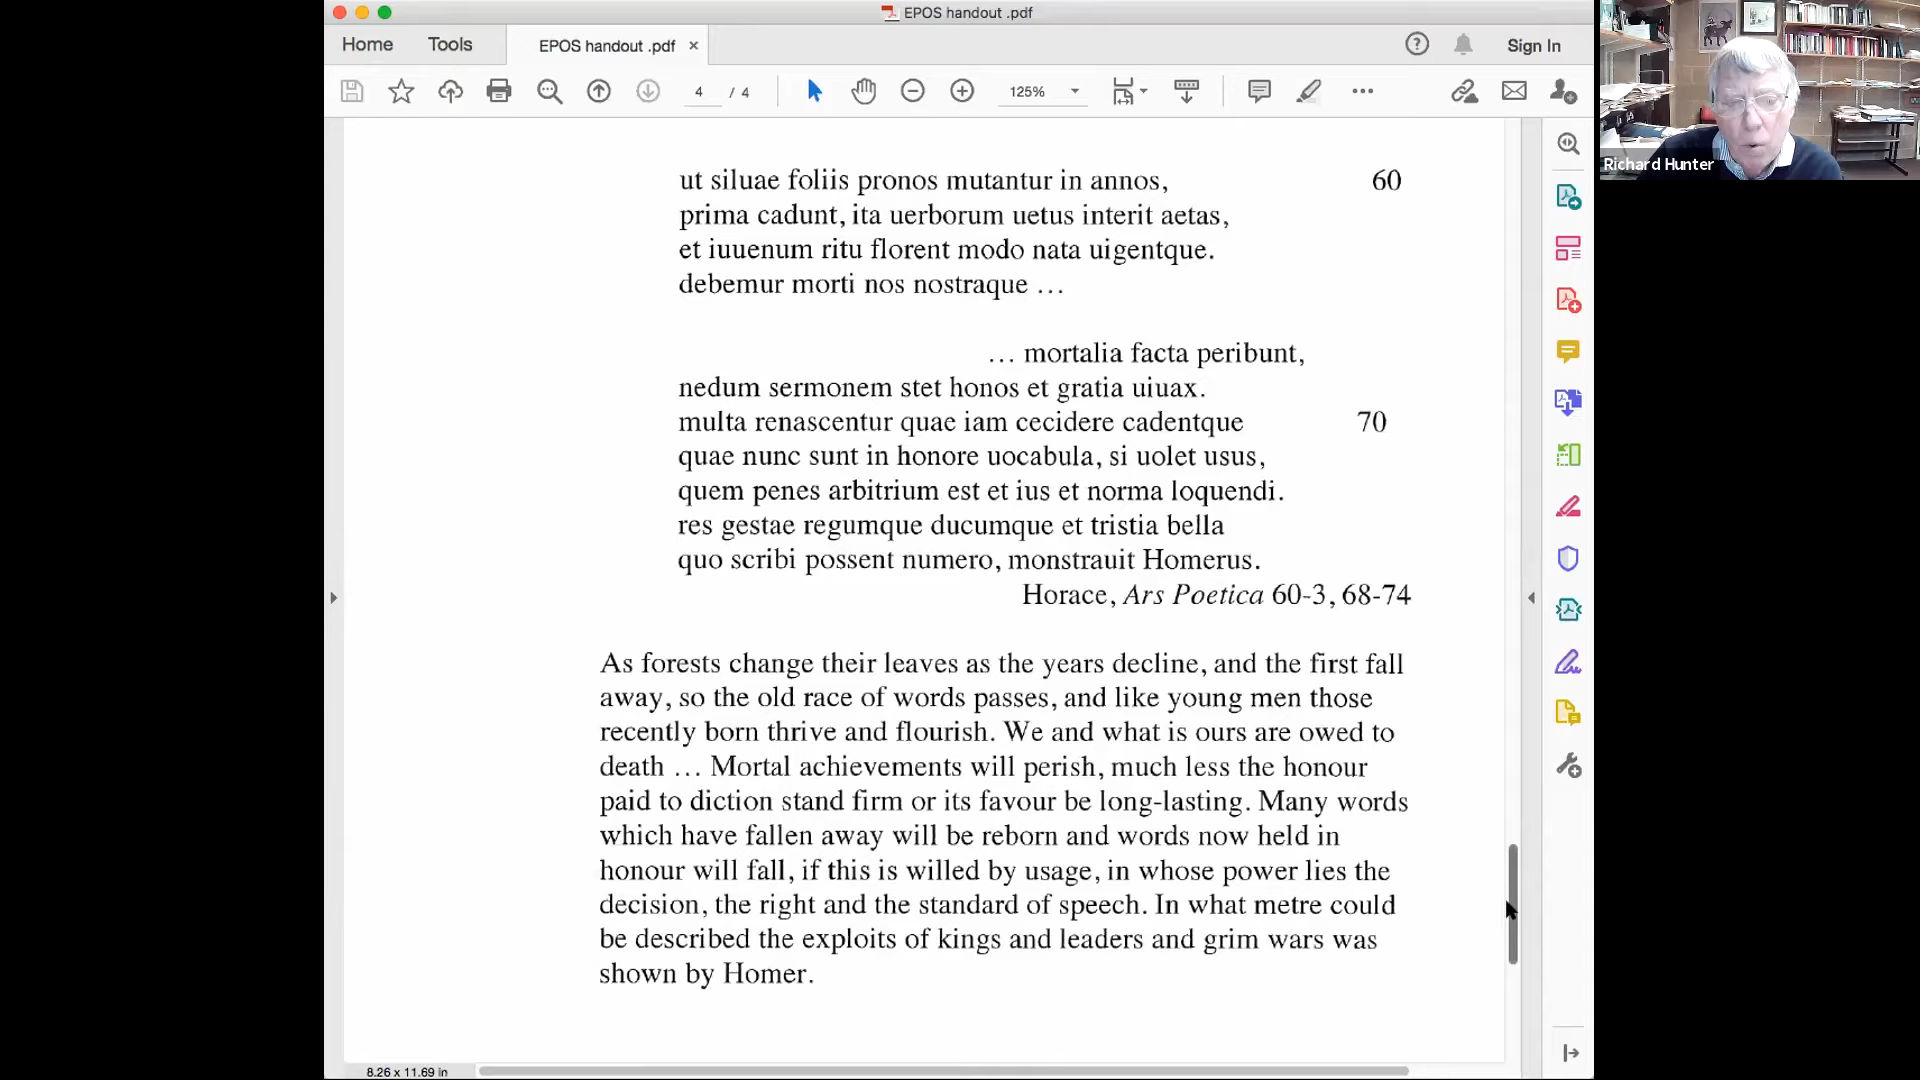 EPOS handout .pdf
Home
Tools
EPOS handout .pdf
Sign In
4 / 4
125%
Richard Hunter
ut siluae foliis pronos mutantur in annos, 60
prima cadunt, ita uerborum uetus interit aetas,
et iuuenum ritu florent modo nata uigentque.
debemur morti nos nostraque …
… mortalia facta peribunt,
nedum sermonem stet honos et gratia uiuax.
multa renascentur quae iam cecidere cadentque 70
quae nunc sunt in honore uocabula, si uolet usus,
quem penes arbitrium est et ius et norma loquendi.
res gestae regumque ducumque et tristia bella
quo scribi possent numero, monstrauit Homerus.
Horace, Ars Poetica 60-3, 68-74
As forests change their leaves as the years decline, and the first fall
away, so the old race of words passes, and like young men those
recently born thrive and flourish. We and what is ours are owed to
death … Mortal achievements will perish, much less the honour
paid to diction stand firm or its favour be long-lasting. Many words
which have fallen away will be reborn and words now held in
honour will fall, if this is willed by usage, in whose power lies the
decision, the right and the standard of speech. In what metre could
be described the exploits of kings and leaders and grim wars was
shown by Homer.
8.26 x 11.69 in